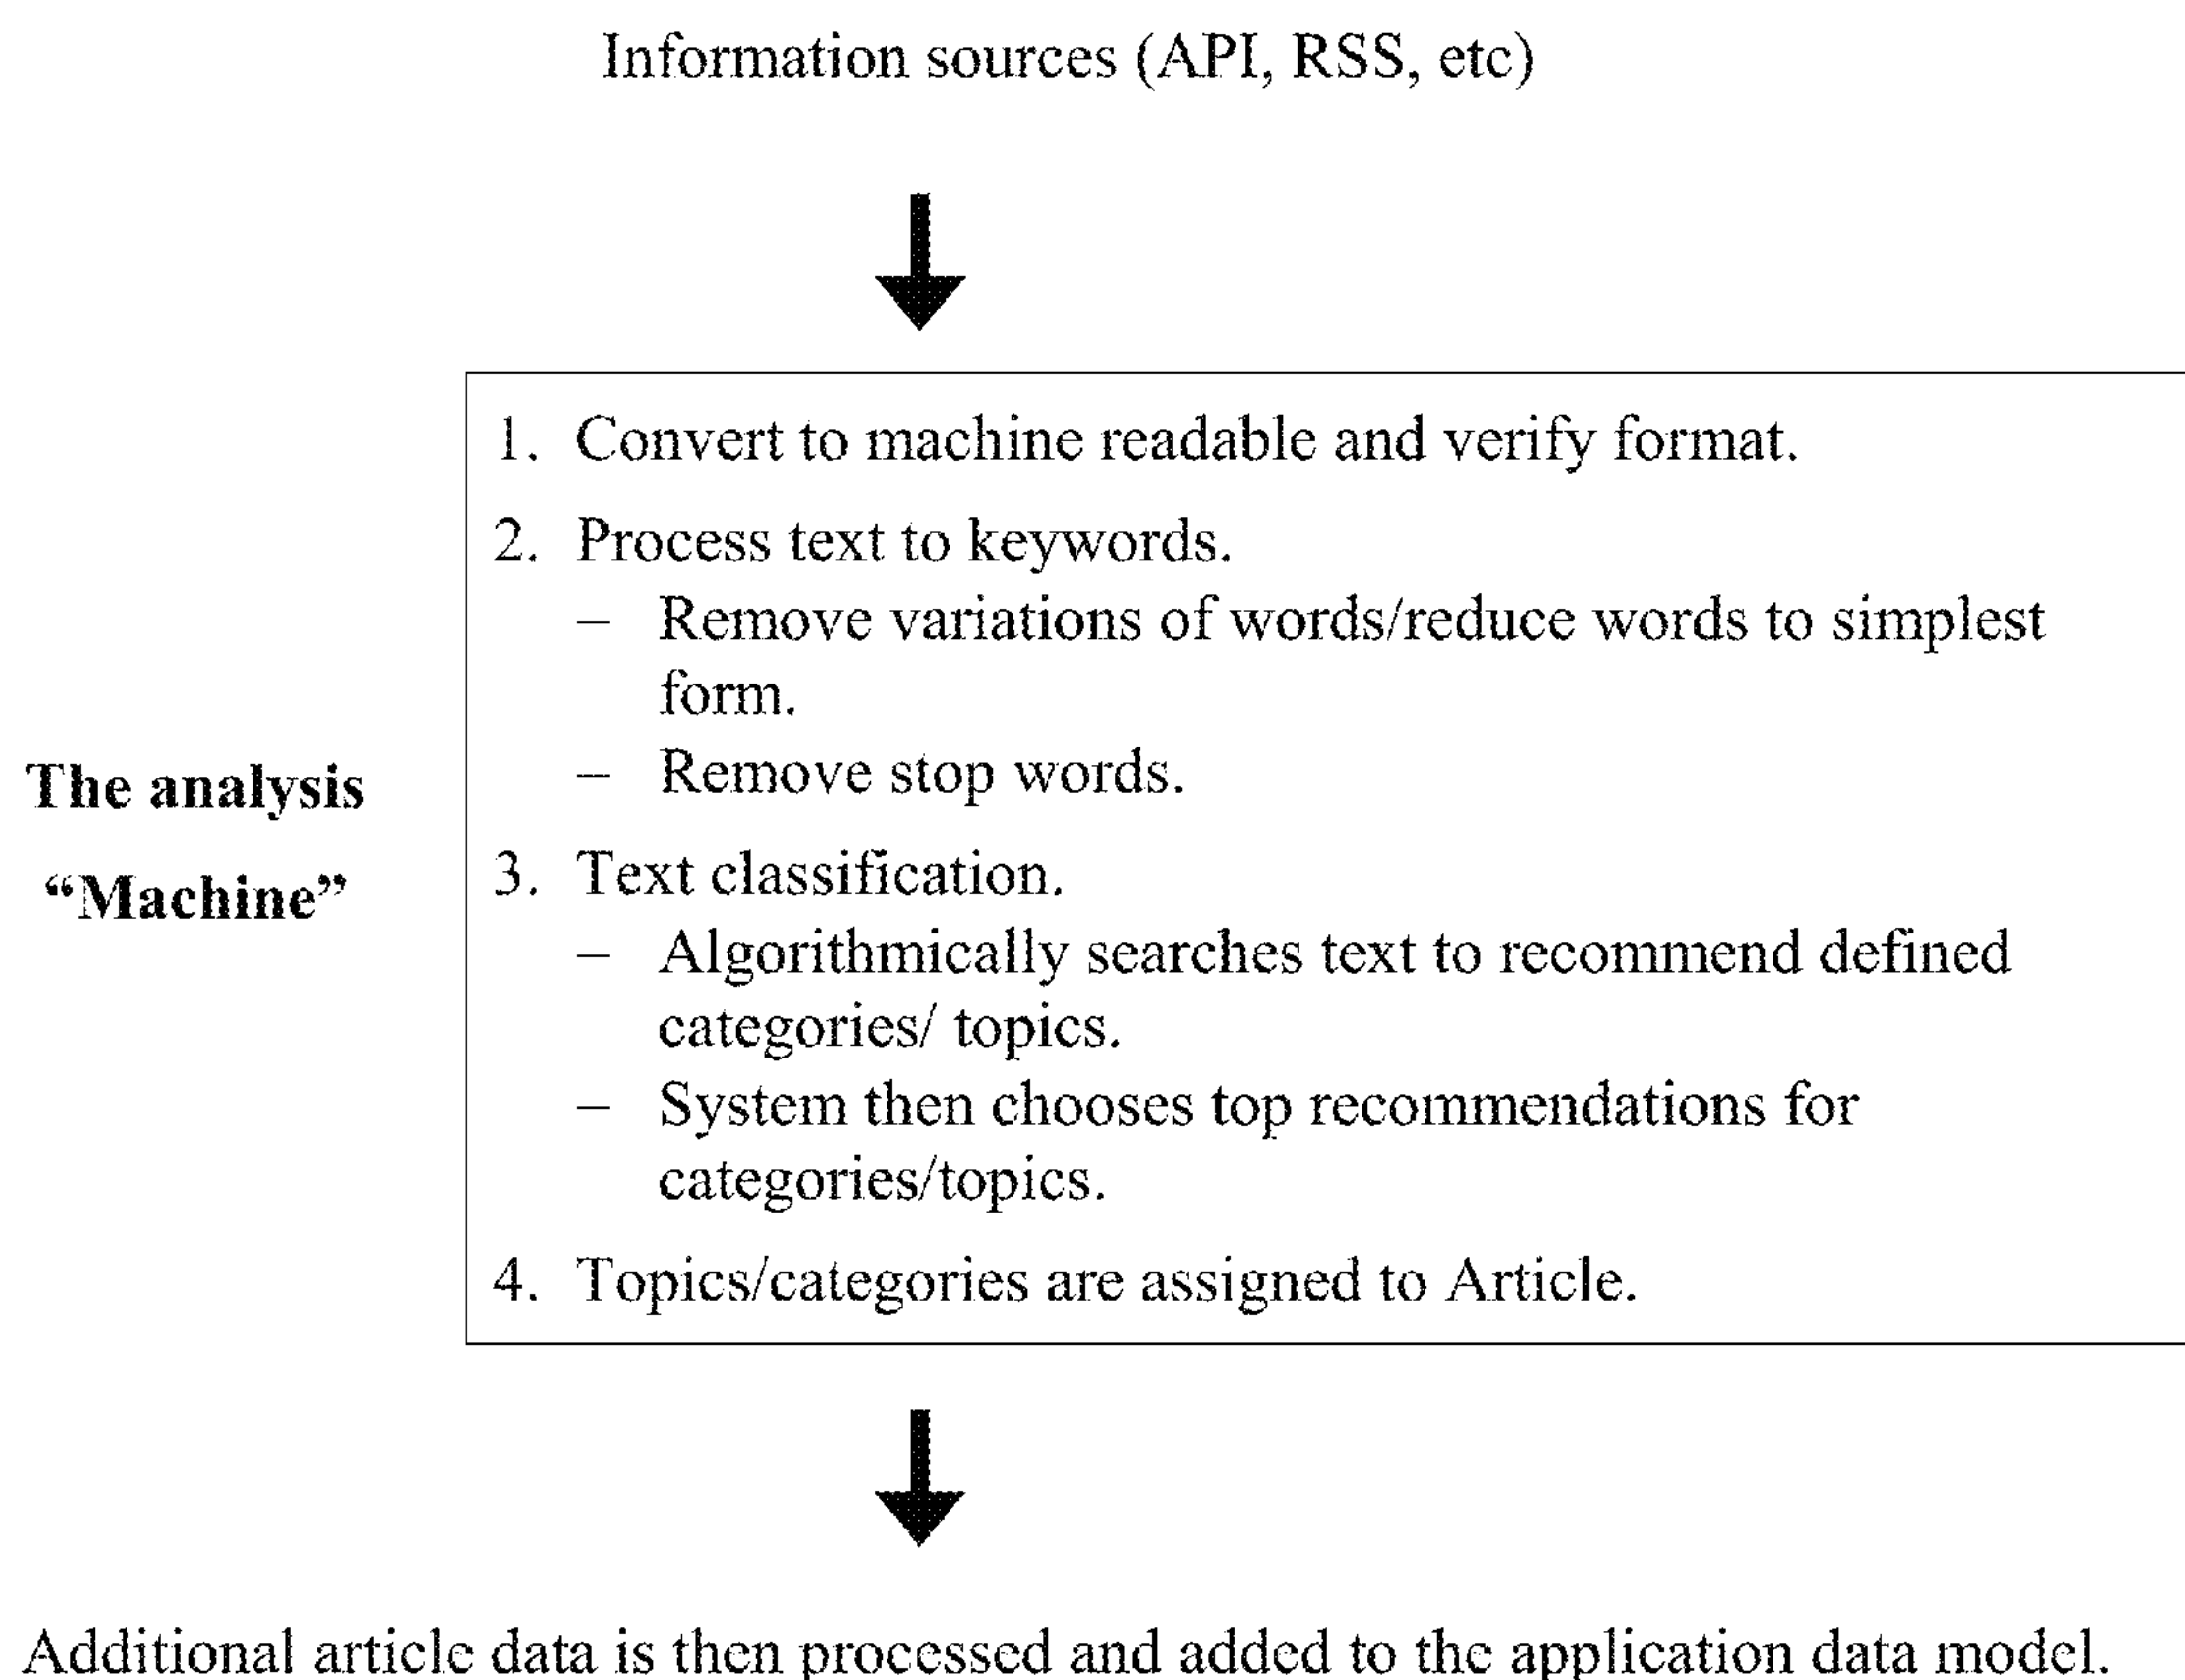 Information sources (API, RSS, etc)
1. Convert to machine readable and verify format.
2. Process text to keywords.
– Remove variations of words/reduce words to simplest
form.
– Remove stop words.
The analysis
“Machine”
3. Text classification.
– Algorithmically searches text to recommend defined
categories/ topics.
– System then chooses top recommendations for
categories/topics.
4. Topics/categories are assigned to Article.
Additional article data is then processed and added to the application data model.